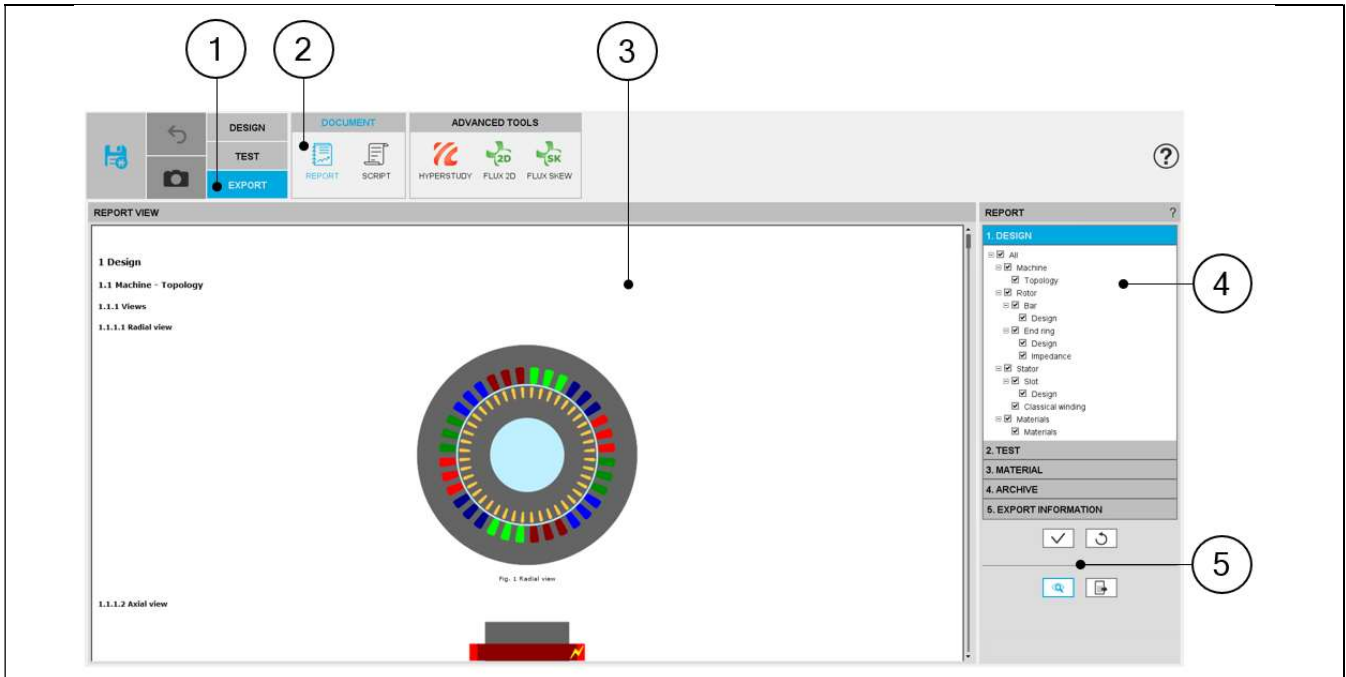 1
2
3
DESIGN
TEST
EXPORT
DOCUMENT
REPORT
SCRIPT
ADVANCED TOOLS
2D
SK
HYPERSTUDY
FLUX 2D
FLUX SKEW
?
REPORT VIEW
1 Design
1.1 Machine - Topology
1.1.1 Views
1.1.1.1 Radial view
Fig. 1 Radial view
1.1.1.2 Axial view
REPORT
?
1. DESIGN
All
Machine
Topology
Rotor
Bar
Design
End ring
Design
Impedance
Stator
Slot
Design
Classical winding
Materials
Materials
2. TEST
3. MATERIAL
4. ARCHIVE
5. EXPORT INFORMATION
4
5